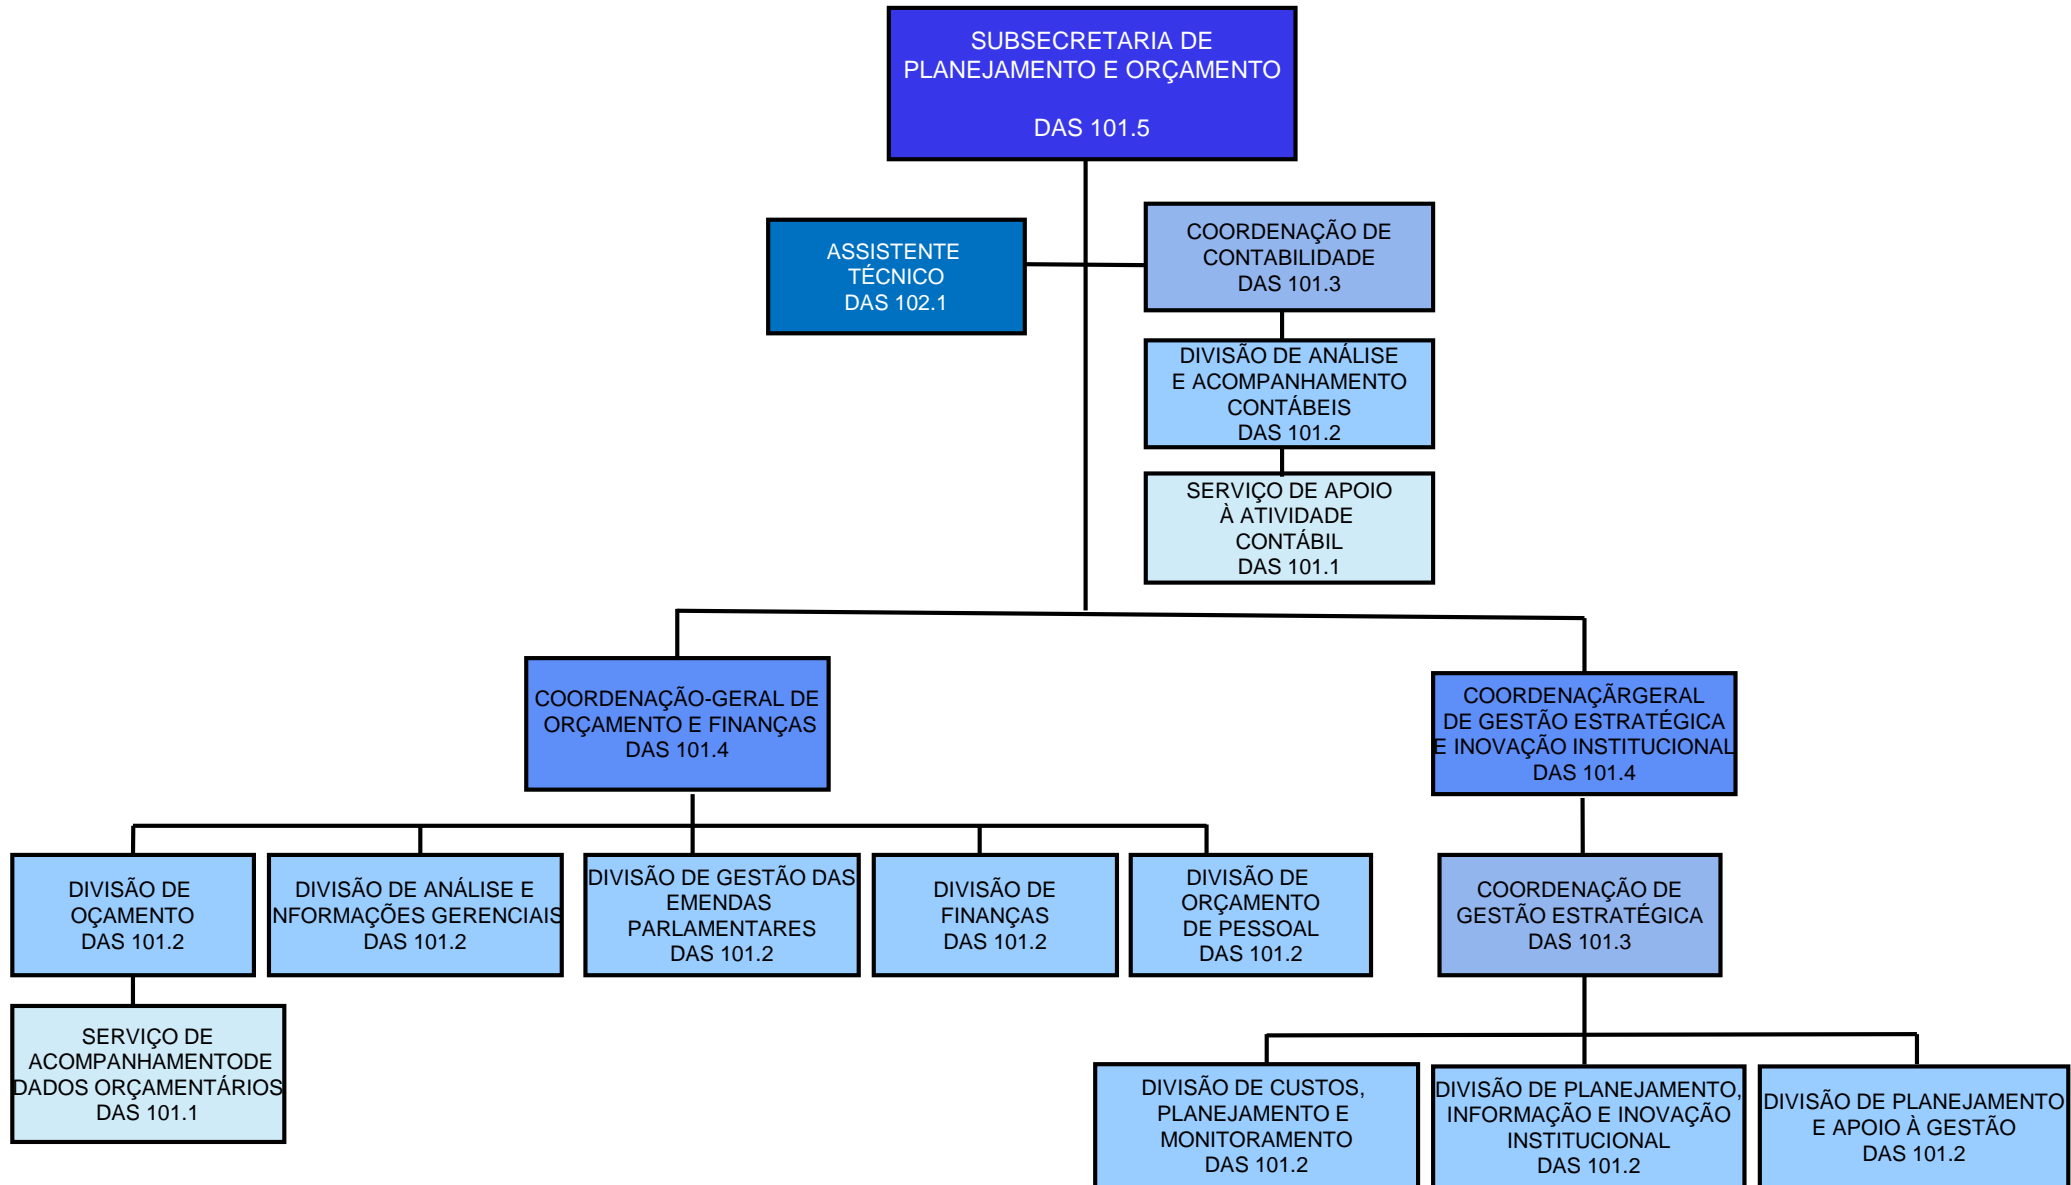 SUBSECRETARIA DE
PLANEJAMENTO E ORÇAMENTO
DAS 101.5
ASSISTENTE
TÉCNICO
DAS 102.1
COORDENAÇÃO DE
CONTABILIDADE
DAS 101.3
DIVISÃO DE ANÁLISE
E ACOMPANHAMENTO
CONTÁBEIS
DAS 101.2
SERVIÇO DE APOIO
À ATIVIDADE
CONTÁBIL
DAS 101.1
COORDENAÇÃO-GERAL DE
ORÇAMENTO E FINANÇAS
DAS 101.4
COORDENAÇÃRGERAL
DE GESTÃO ESTRATÉGICA
E INOVAÇÃO INSTITUCIONAL
DAS 101.4
DIVISÃO DE
OÇAMENTO
DAS 101.2
DIVISÃO DE ANÁLISE E
NFORMAÇÕES GERENCIAIS
DAS 101.2
DIVISÃO DE GESTÃO DAS
EMENDAS
PARLAMENTARES
DAS 101.2
DIVISÃO DE
FINANÇAS
DAS 101.2
DIVISÃO DE
ORÇAMENTO
DE PESSOAL
DAS 101.2
COORDENAÇÃO DE
GESTÃO ESTRATÉGICA
DAS 101.3
SERVIÇO DE
ACOMPANHAMENTODE
DADOS ORÇAMENTÁRIOS
DAS 101.1
DIVISÃO DE CUSTOS,
PLANEJAMENTO E
MONITORAMENTO
DAS 101.2
DIVISÃO DE PLANEJAMENTO,
INFORMAÇÃO E INOVAÇÃO
INSTITUCIONAL
DAS 101.2
DIVISÃO DE PLANEJAMENTO
E APOIO À GESTÃO
DAS 101.2